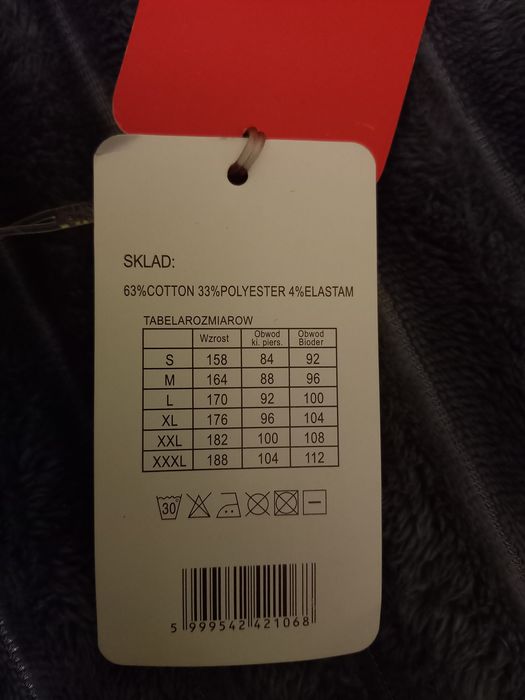 SKLAD:
63%COTTON 33%POLYESTER 4%ELASTAM
TABELAROZMIAROW
Wzrost Obwod ki. piers. Obwod Bioder
S 158 84 92
M 164 88 96
L 170 92 100
XL 176 96 104
XXL 182 100 108
XXXL 188 104 112
30
5 999542 421068